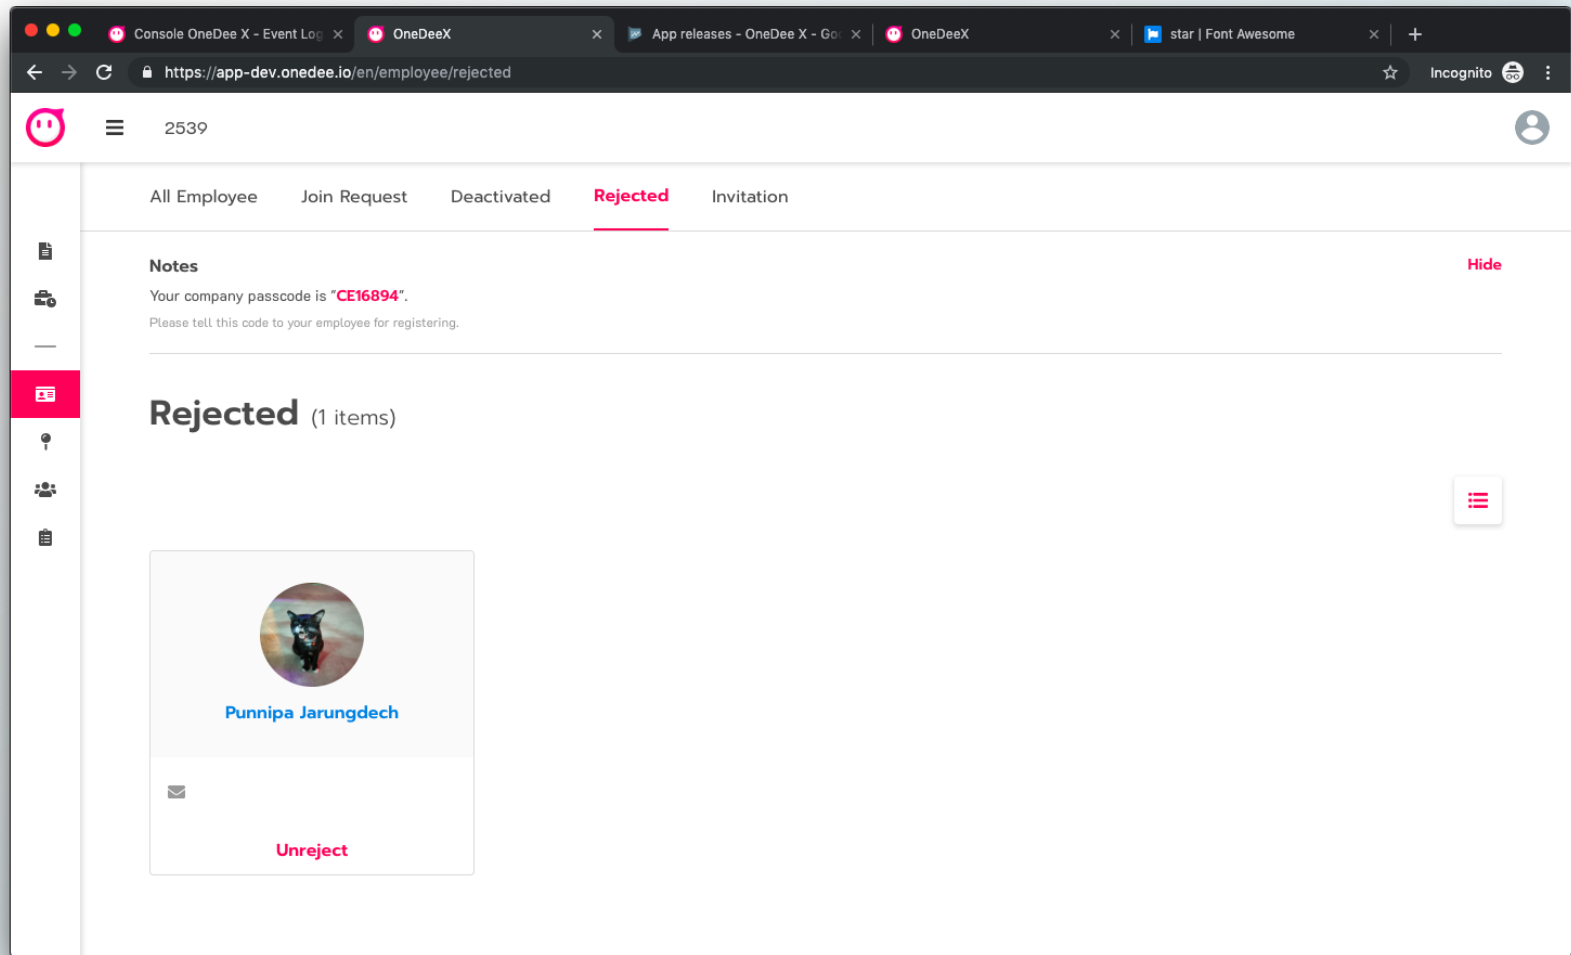 Console OneDee X - Event Log
OneDeeX
App releases - OneDee X - Goo
OneDeeX
star | Font Awesome
https://app-dev.onedee.io/en/employee/rejected
Incognito
2539
All Employee
Join Request
Deactivated
Rejected
Invitation
Notes
Hide
Your company passcode is "CE16894".
Please tell this code to your employee for registering.
Rejected (1 items)
Punnipa Jarungdech
Unreject